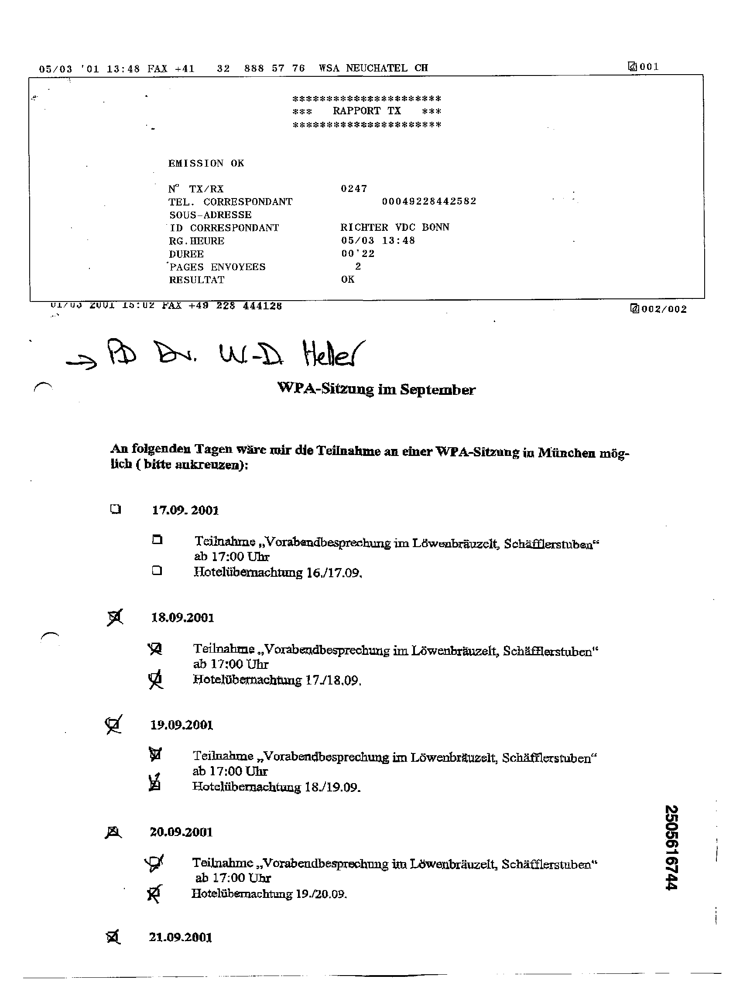 05/03 '01 13:48 FAX +41 32 888 57 76 WSA NEUCHATEL CH 001
**********************
*** RAPPORT TX ***
**********************
EMISSION OK
N° TX/RX 0247
TEL. CORRESPONDANT 00049228442582
SOUS-ADRESSE
ID CORRESPONDANT RICHTER VDC BONN
RG.HEURE 05/03 13:48
DUREE 00'22
PAGES ENVOYEES 2
RESULTAT OK
01/03 2001 15:02 FAX +49 228 444126 002/002
→ PD Dr. W-D Heller
WPA-Sitzung im September
An folgenden Tagen wäre mir die Teilnahme an einer WPA-Sitzung in München mög-
lich ( bitte ankreuzen):
17.09. 2001
Teilnahme „Vorabendbesprechung im Löwenbräuzelt, Schäfflerstuben“
ab 17:00 Uhr
Hotelübernachtung 16./17.09.
18.09.2001
Teilnahme „Vorabendbesprechung im Löwenbräuzelt, Schäfflerstuben“
ab 17:00 Uhr
Hotelübernachtung 17./18.09.
19.09.2001
Teilnahme „Vorabendbesprechung im Löwenbräuzelt, Schäfflerstuben“
ab 17:00 Uhr
Hotelübernachtung 18./19.09.
20.09.2001
Teilnahme „Vorabendbesprechung im Löwenbräuzelt, Schäfflerstuben“
ab 17:00 Uhr
Hotelübernachtung 19./20.09.
21.09.2001
2505616744